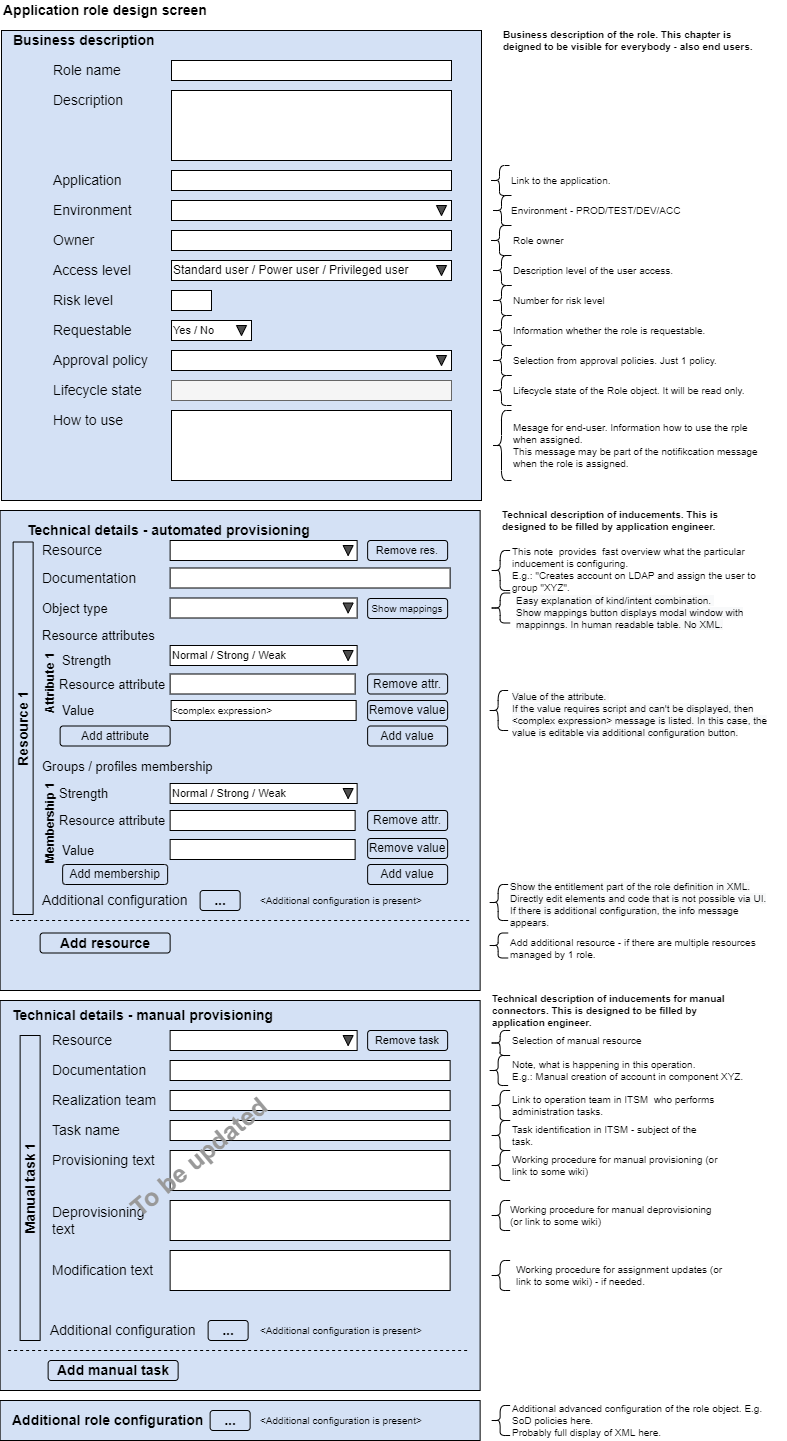 Application role design screen
Business description
Business description of the role. This chapter is
deigned to be visible for everybody - also end users.
Role name
Description
Application
Link to the application.
Environment
Environment - PROD/TEST/DEV/ACC
Owner
Role owner
Access level
Standard user / Power user / Privileged user
Description level of the user access.
Risk level
Number for risk level
Requestable
Yes / No
Information whether the role is requestable.
Approval policy
Selection from approval policies. Just 1 policy.
Lifecycle state
Lifecycle state of the Role object. It will be read only.
How to use
Mesage for end-user. Information how to use the rple
when assigned.
This message may be part of the notifikcation message
when the role is assigned.
Technical details - automated provisioning
Technical description of inducements. This is
designed to be filled by application engineer.
Resource 1
Resource
Remove res.
Documentation
This note  provides  fast overview what the particular
inducement is configuring.
E.g.: "Creates account on LDAP and assign the user to
group "XYZ".
Object type
Show mappings
Easy explanation of kind/intent combination.
Show mappings button displays modal window with
mappinngs. In human readable table. No XML.
Resource attributes
Attribute 1
Strength
Normal / Strong / Weak
Resource attribute
Remove attr.
Value
<complex expression>
Remove value
Add attribute
Add value
Value of the attribute.
If the value requires script and can't be displayed, then
<complex expression> message is listed. In this case, the
value is editable via additional configuration button.
Groups / profiles membership
Membership 1
Strength
Normal / Strong / Weak
Resource attribute
Remove attr.
Value
Remove value
Add membership
Add value
Additional configuration
...
<Additional configuration is present>
Show the entitlement part of the role definition in XML.
Directly edit elements and code that is not possible via UI.
If there is additional configuration, the info message
appears.
Add resource
Add additional resource - if there are multiple resources
managed by 1 role.
Technical details - manual provisioning
Technical description of inducements for manual
connectors. This is designed to be filled by
application engineer.
Manual task 1
Resource
Remove task
Selection of manual resource
Documentation
Note, what is happening in this operation.
E.g.: Manual creation of account in component XYZ.
Realization team
Link to operation team in ITSM  who performs
administration tasks.
Task name
Task identification in ITSM - subject of the
task.
Provisioning text
Working procedure for manual provisioning (or
link to some wiki)
To be updated
Deprovisioning
text
Working procedure for manual deprovisioning
(or link to some wiki)
Modification text
Working procedure for assignment updates (or
link to some wiki) - if needed.
Additional configuration
...
<Additional configuration is present>
Add manual task
Additional role configuration
...
<Additional configuration is present>
Additional advanced configuration of the role object. E.g.
SoD policies here.
Probably full display of XML here.